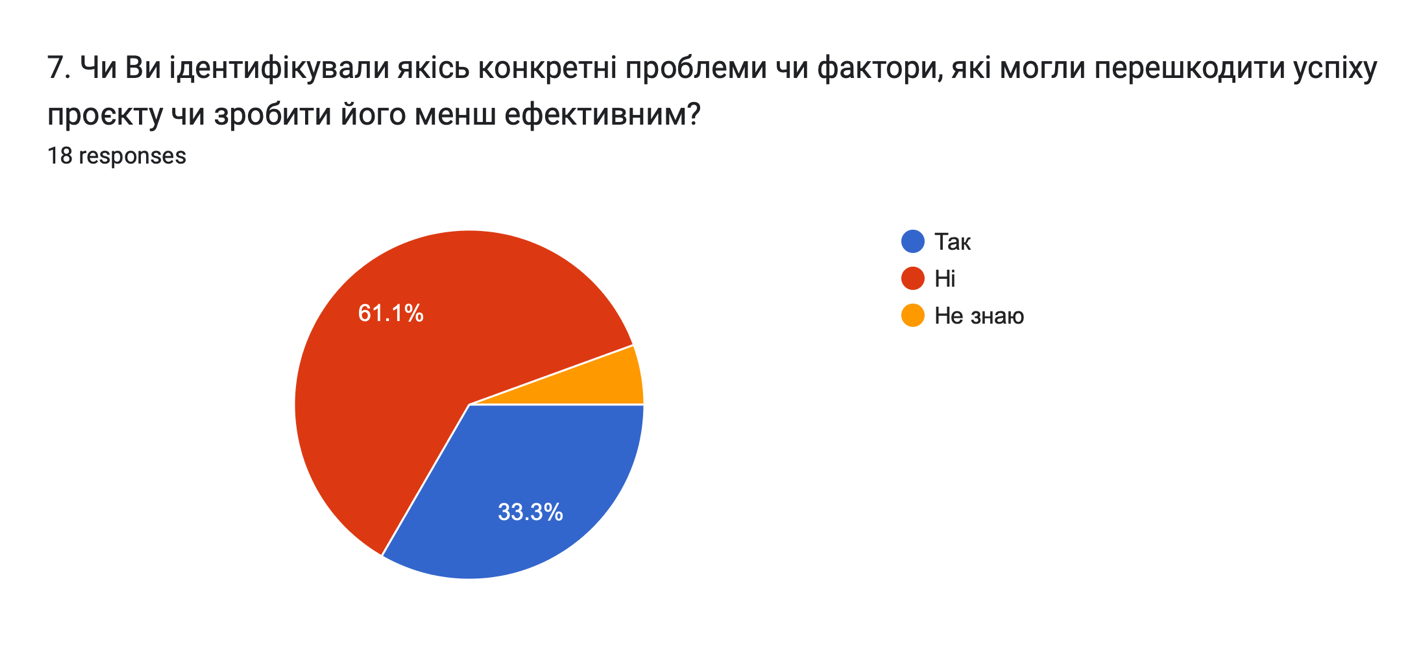 7. Чи Ви ідентифікували якісь конкретні проблеми чи фактори, які могли перешкодити успіху
проєкту чи зробити його менш ефективним?
18 responses
Так
Ні
Не знаю
61.1%
33.3%